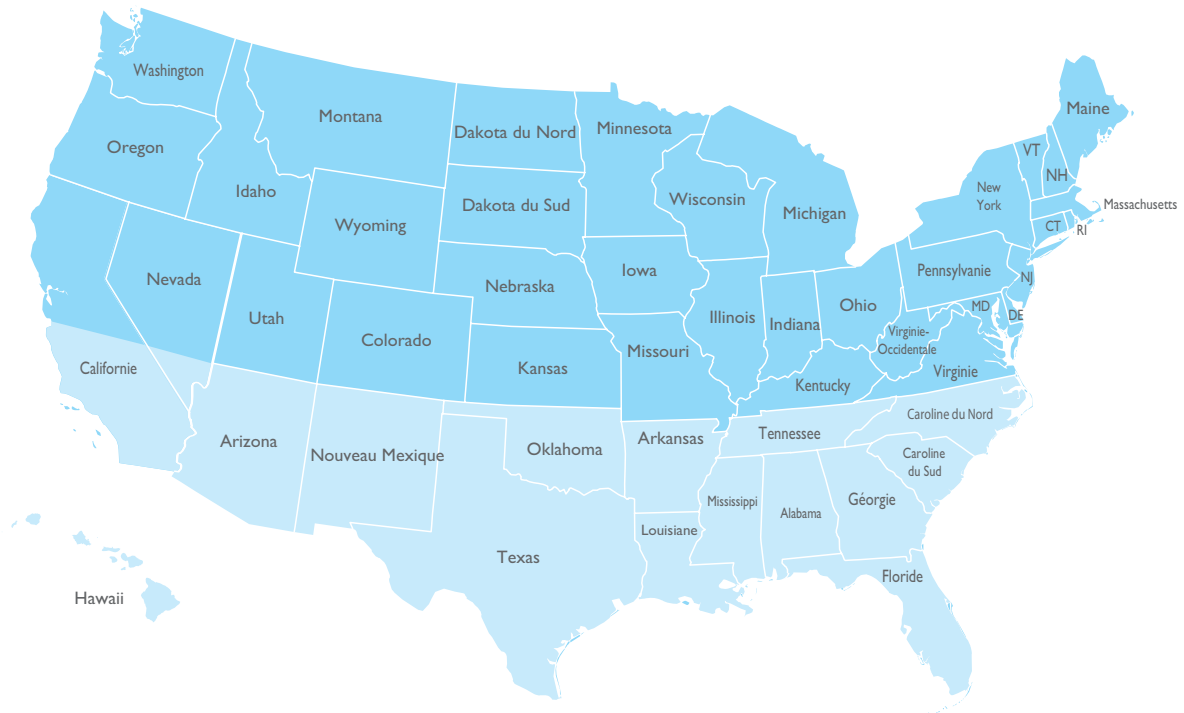 Washington
Maine
Montana
Dakota du Nord
Minnesota
Oregon
VT
NH
Idaho
New
York
Wisconsin
Dakota du Sud
Massachusetts
Michigan
Wyoming
CT
RI
Iowa
Pennsylvanie
Nevada
NJ
Nebraska
Ohio
MD
DE
Utah
Illinois
Indiana
Virginie-
Occidentale
Colorado
Missouri
Californie
Kansas
Virginie
Kentucky
Caroline du Nord
Tennessee
Arizona
Arkansas
Oklahoma
Nouveau Mexique
Caroline
du Sud
Mississippi
Géorgie
Alabama
Louisiane
Texas
Floride
Hawaii